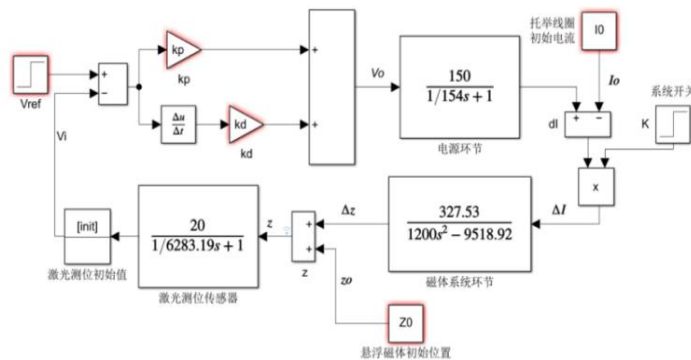 托举线圈
初始电流
I0
kp
kp
+
Vo
150
1/154s + 1
电源环节
Io
系统开关
K
+
−
Vref
+
Δu
Δt
kd
kd
dI
+ −
x
Vi
[init]
激光测位初始值
20
1/6283.19s + 1
激光测位传感器
z
+
+
z
Δz
zo
327.53
1200s² − 9518.92
磁体系统环节
ΔI
Z0
悬浮磁体初始位置